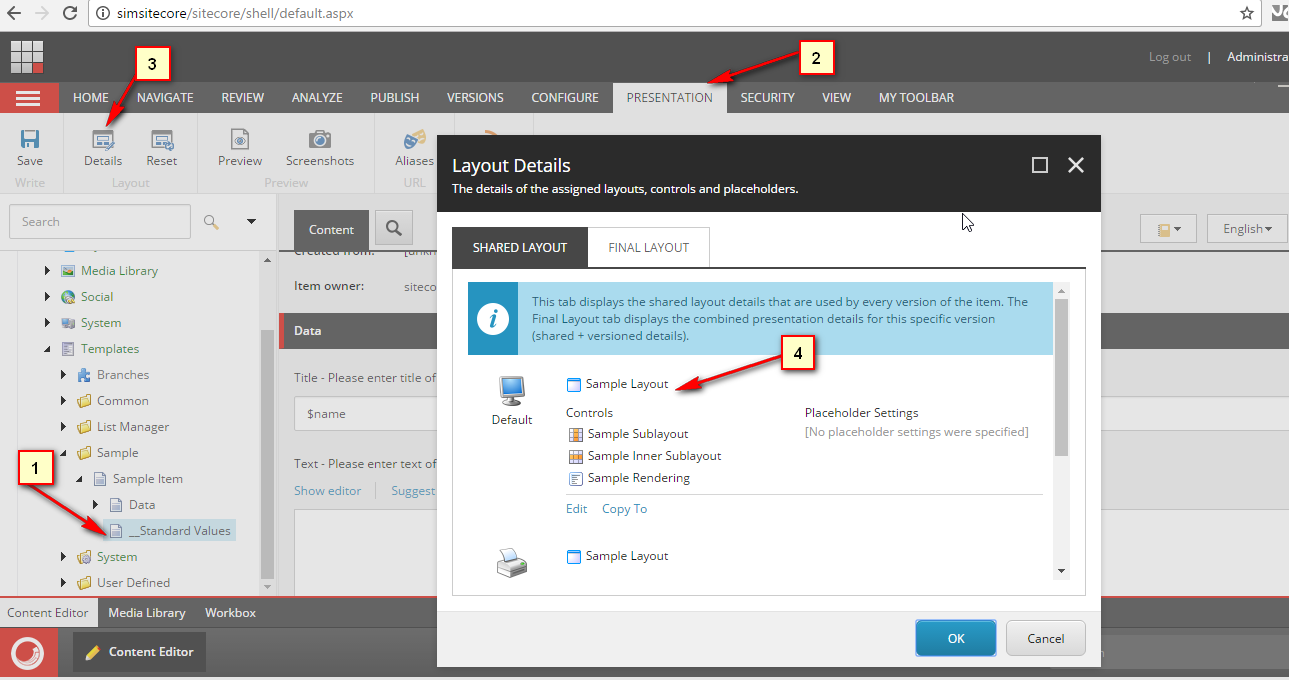 simsitecore/sitecore/shell/default.aspx
3
2
Log out | Administra
HOME NAVIGATE REVIEW ANALYZE PUBLISH VERSIONS CONFIGURE PRESENTATION SECURITY VIEW MY TOOLBAR
Save Details Reset Preview Screenshots Aliases
Write Layout Preview URL
Layout Details
The details of the assigned layouts, controls and placeholders.
Search
Content
English
SHARED LAYOUT FINAL LAYOUT
Media Library
Social
System
Templates
Branches
Common
List Manager
Sample
1
Sample Item
Data
__Standard Values
System
User Defined
Created from:
Item owner: siteco
Data
Title - Please enter title of
$name
Text - Please enter text of
Show editor Suggest
This tab displays the shared layout details that are used by every version of the item. The
Final Layout tab displays the combined presentation details for this specific version
(shared + versioned details).
4
Default
Sample Layout
Controls Placeholder Settings
Sample Sublayout [No placeholder settings were specified]
Sample Inner Sublayout
Sample Rendering
Edit Copy To
Sample Layout
OK Cancel
Content Editor Media Library Workbox
Content Editor